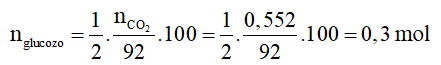 n_glucozo = 1/2 . n_CO₂/92 . 100 = 1/2 . 0,552/92 . 100 = 0,3 mol